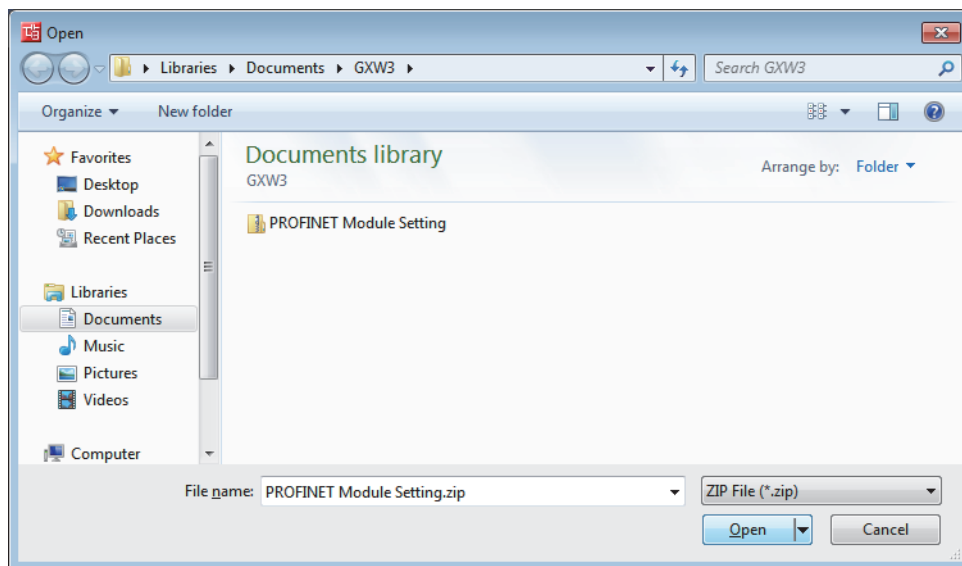 Open
Libraries Documents GXW3
Search GXW3
Organize New folder
Favorites
Desktop
Downloads
Recent Places
Libraries
Documents
Music
Pictures
Videos
Computer
Documents library
GXW3
Arrange by: Folder
PROFINET Module Setting
File name: PROFINET Module Setting.zip
ZIP File (*.zip)
Open Cancel